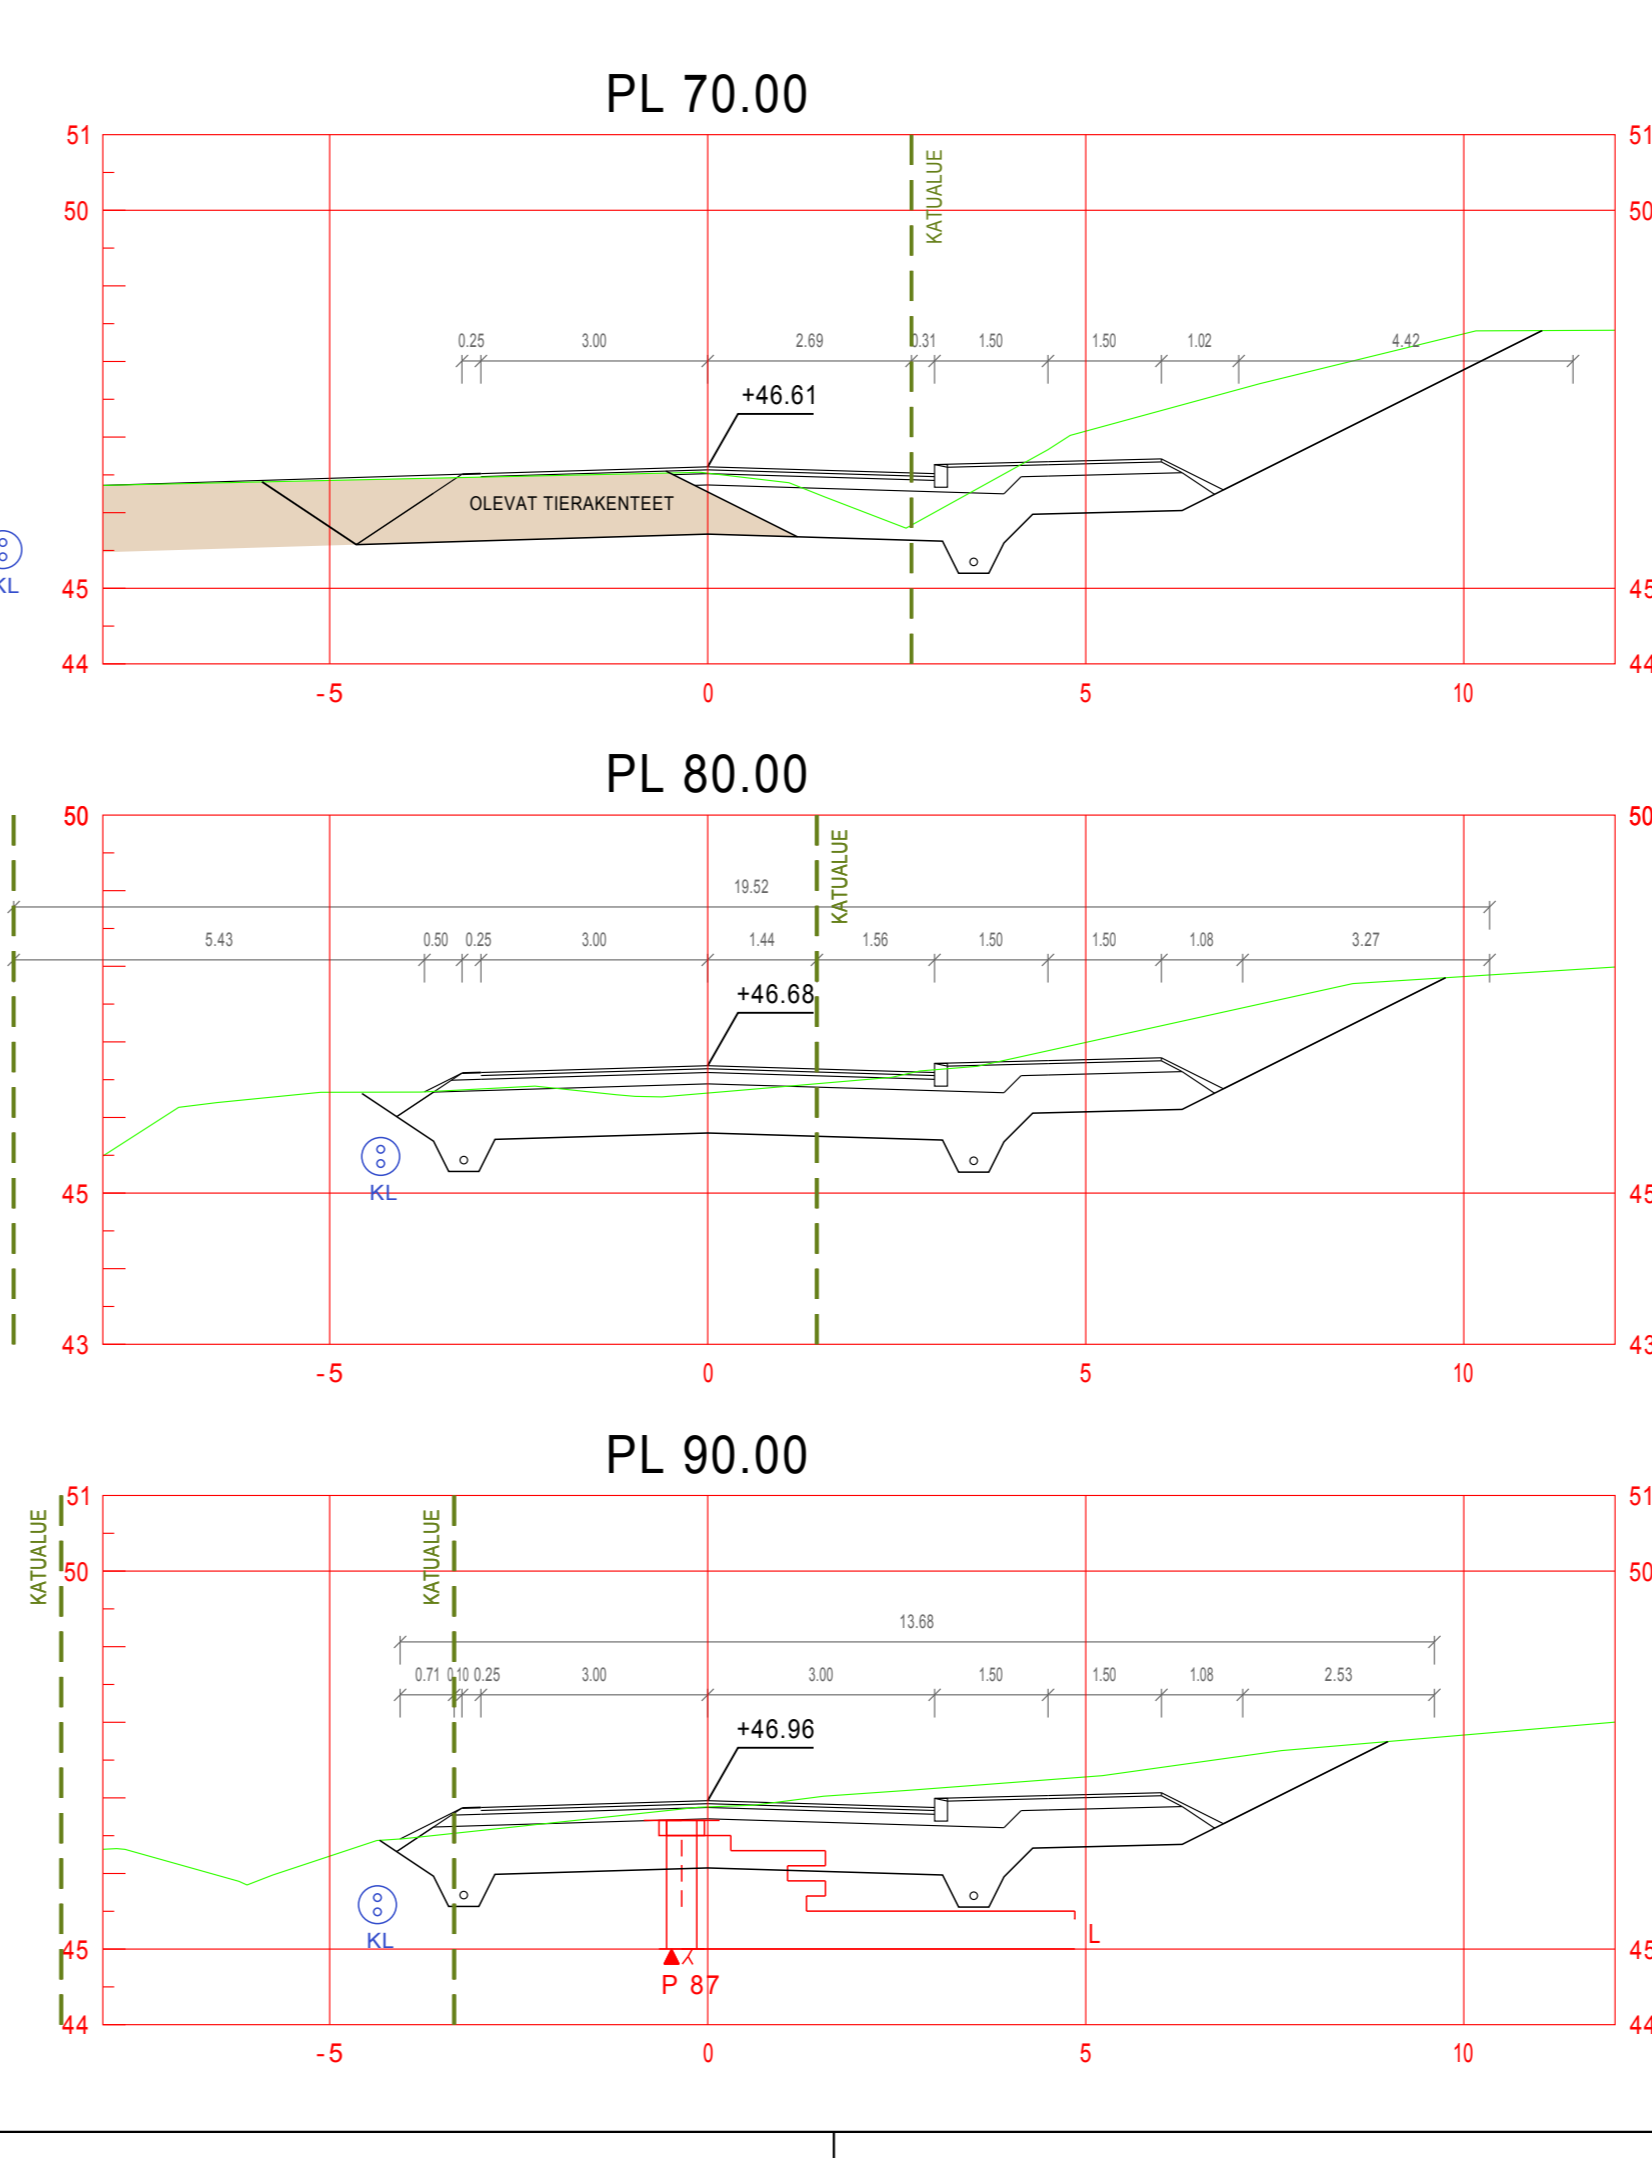 PL 70.00
51 51
50 KATUALUE 50
0.25 3.00 2.69 0.31 1.50 1.50 1.02 4.42
+46.61
OLEVAT TIERAKENTEET
KL
45 45
44 44
-5 0 5 10
PL 80.00
50 KATUALUE 50
19.52
5.43 0.50 0.25 3.00 1.44 1.56 1.50 1.50 1.08 3.27
+46.68
KL
45 45
43 43
-5 0 5 10
PL 90.00
51 51
KATUALUE KATUALUE
50 50
13.68
0.71 0.10 0.25 3.00 3.00 1.50 1.50 1.08 2.53
+46.96
KL L
45 45
P 87
44 44
-5 0 5 10